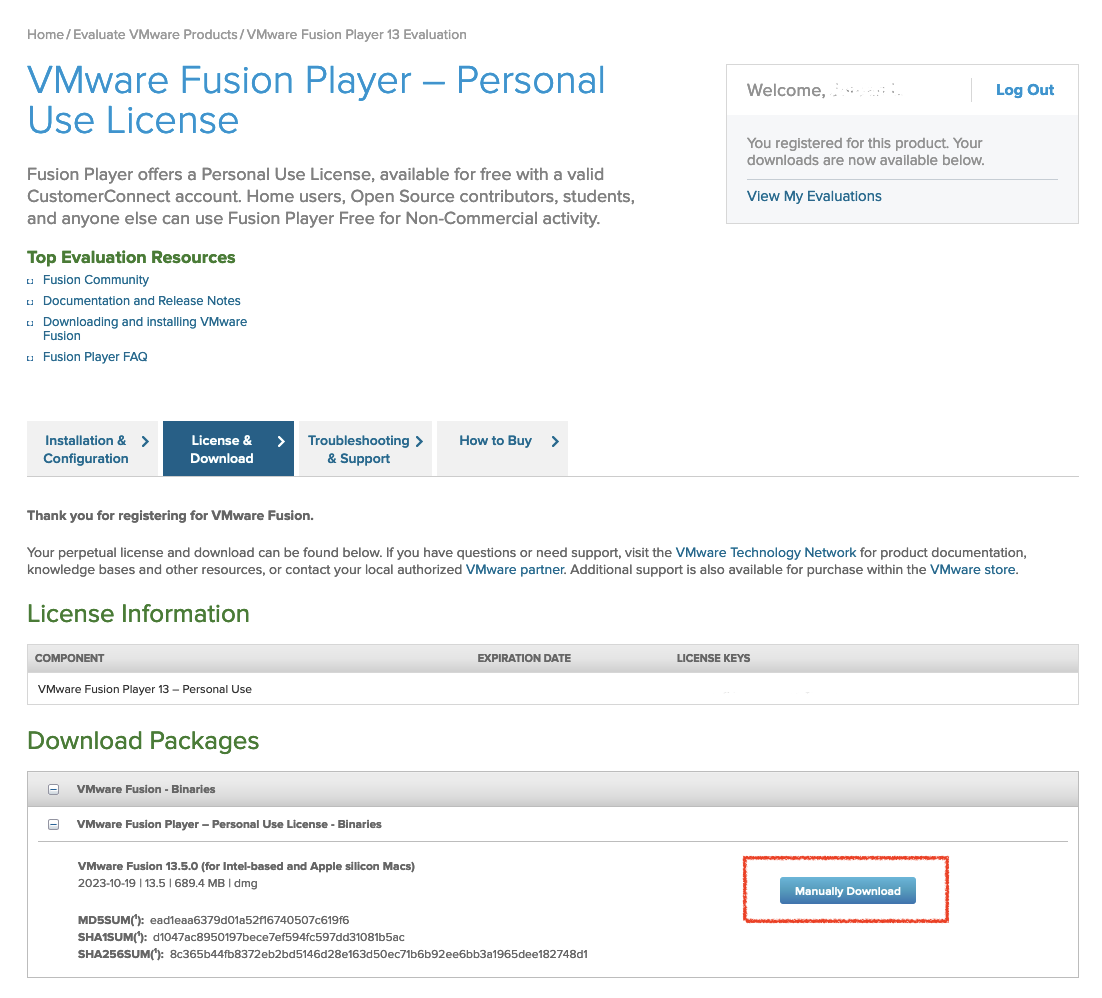 Home / Evaluate VMware Products / VMware Fusion Player 13 Evaluation
VMware Fusion Player – Personal
Use License
Welcome,
Log Out
You registered for this product. Your
downloads are now available below.
View My Evaluations
Fusion Player offers a Personal Use License, available for free with a valid
CustomerConnect account. Home users, Open Source contributors, students,
and anyone else can use Fusion Player Free for Non-Commercial activity.
Top Evaluation Resources
Fusion Community
Documentation and Release Notes
Downloading and installing VMware
Fusion
Fusion Player FAQ
Installation &
Configuration
License &
Download
Troubleshooting
& Support
How to Buy
Thank you for registering for VMware Fusion.
Your perpetual license and download can be found below. If you have questions or need support, visit the VMware Technology Network for product documentation,
knowledge bases and other resources, or contact your local authorized VMware partner. Additional support is also available for purchase within the VMware store.
License Information
COMPONENT EXPIRATION DATE LICENSE KEYS
VMware Fusion Player 13 – Personal Use
Download Packages
VMware Fusion - Binaries
VMware Fusion Player – Personal Use License - Binaries
VMware Fusion 13.5.0 (for Intel-based and Apple silicon Macs)
2023-10-19 | 13.5 | 689.4 MB | dmg
Manually Download
MD5SUM(¹): ead1eaa6379d01a52f16740507c619f6
SHA1SUM(¹): d1047ac8950197bece7ef594fc597dd31081b5ac
SHA256SUM(¹): 8c365b44fb8372eb2bd5146d28e163d50ec71b6b92ee6bb3a1965dee182748d1